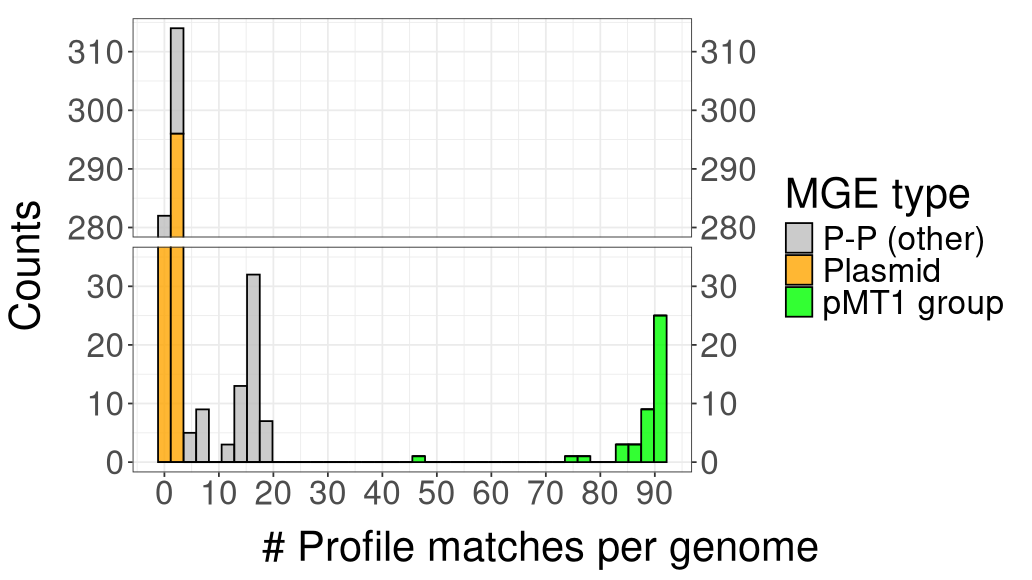 310
300
290
280
30
20
10
0
Counts
310
300
290
280
30
20
10
0
0 10 20 30 40 50 60 70 80 90
# Profile matches per genome
MGE type
P-P (other)
Plasmid
pMT1 group